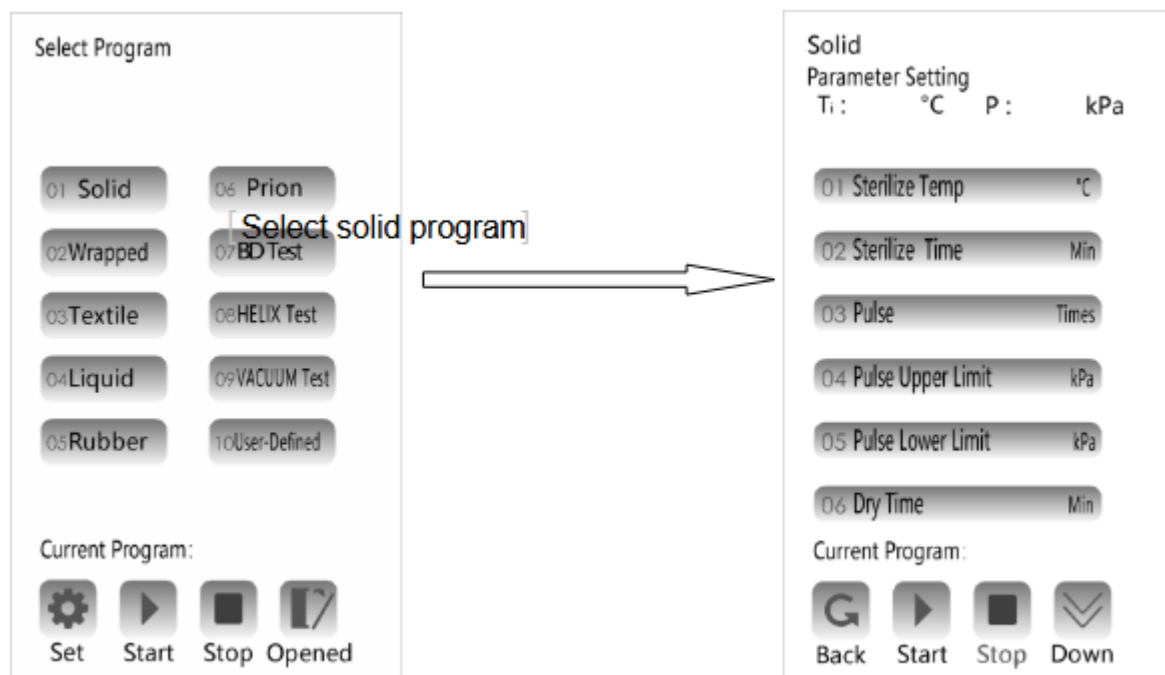 Select Program
01 Solid
02Wrapped
03Textile
04Liquid
05Rubber
06 Prion
07BD Test
08HELIX Test
09VACUUM Test
10User-Defined
Current Program:
Set Start Stop Opened
[Select solid program]
Solid
Parameter Setting
Ti : °C P : kPa
01 Sterilize Temp °C
02 Sterilize Time Min
03 Pulse Times
04 Pulse Upper Limit kPa
05 Pulse Lower Limit kPa
06 Dry Time Min
Current Program:
Back Start Stop Down